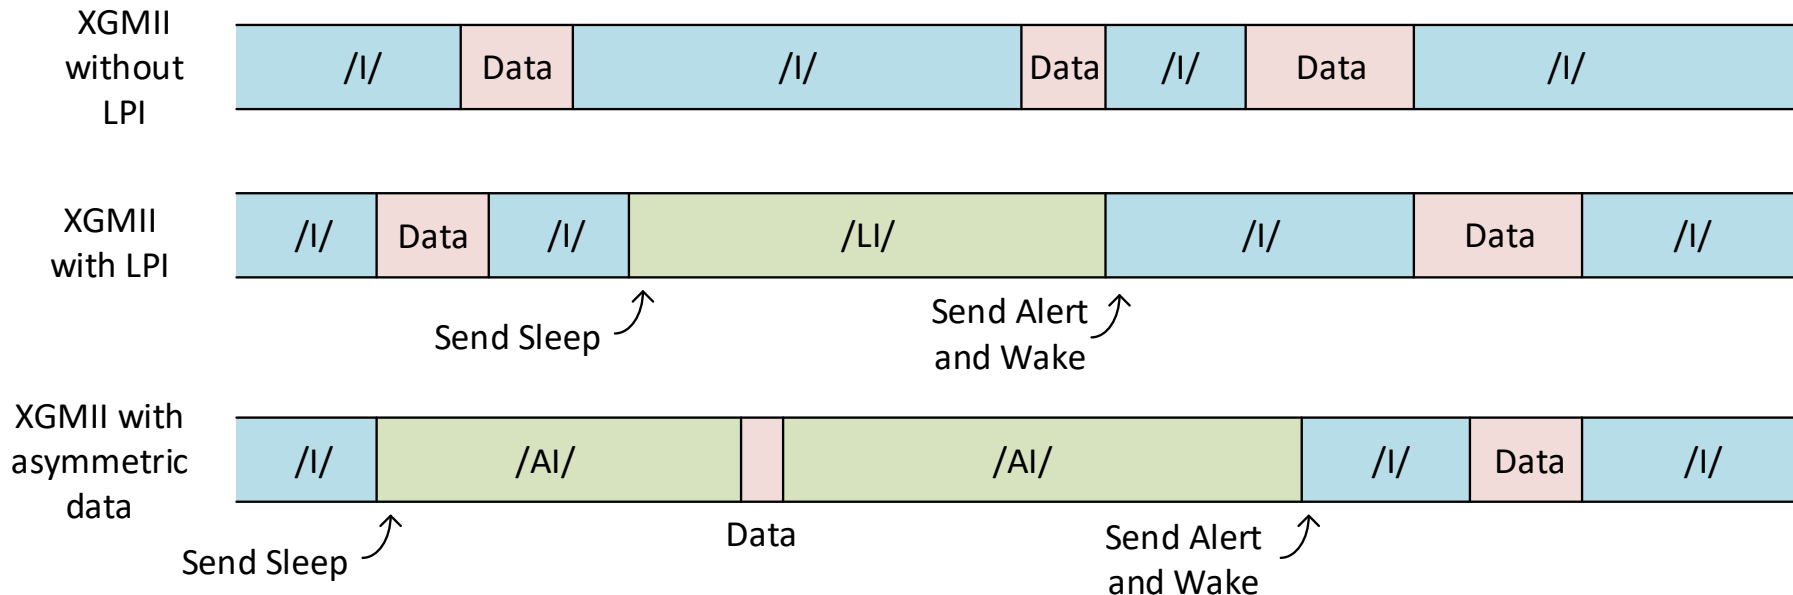 XGMII
without
LPI
/I/
Data
/I/
Data
/I/
Data
/I/
XGMII
with LPI
/I/
Data
/I/
/LI/
/I/
Data
/I/
Send Sleep
Send Alert
and Wake
XGMII with
asymmetric
data
/I/
/AI/
/AI/
/I/
Data
/I/
Data
Send Sleep
Send Alert
and Wake